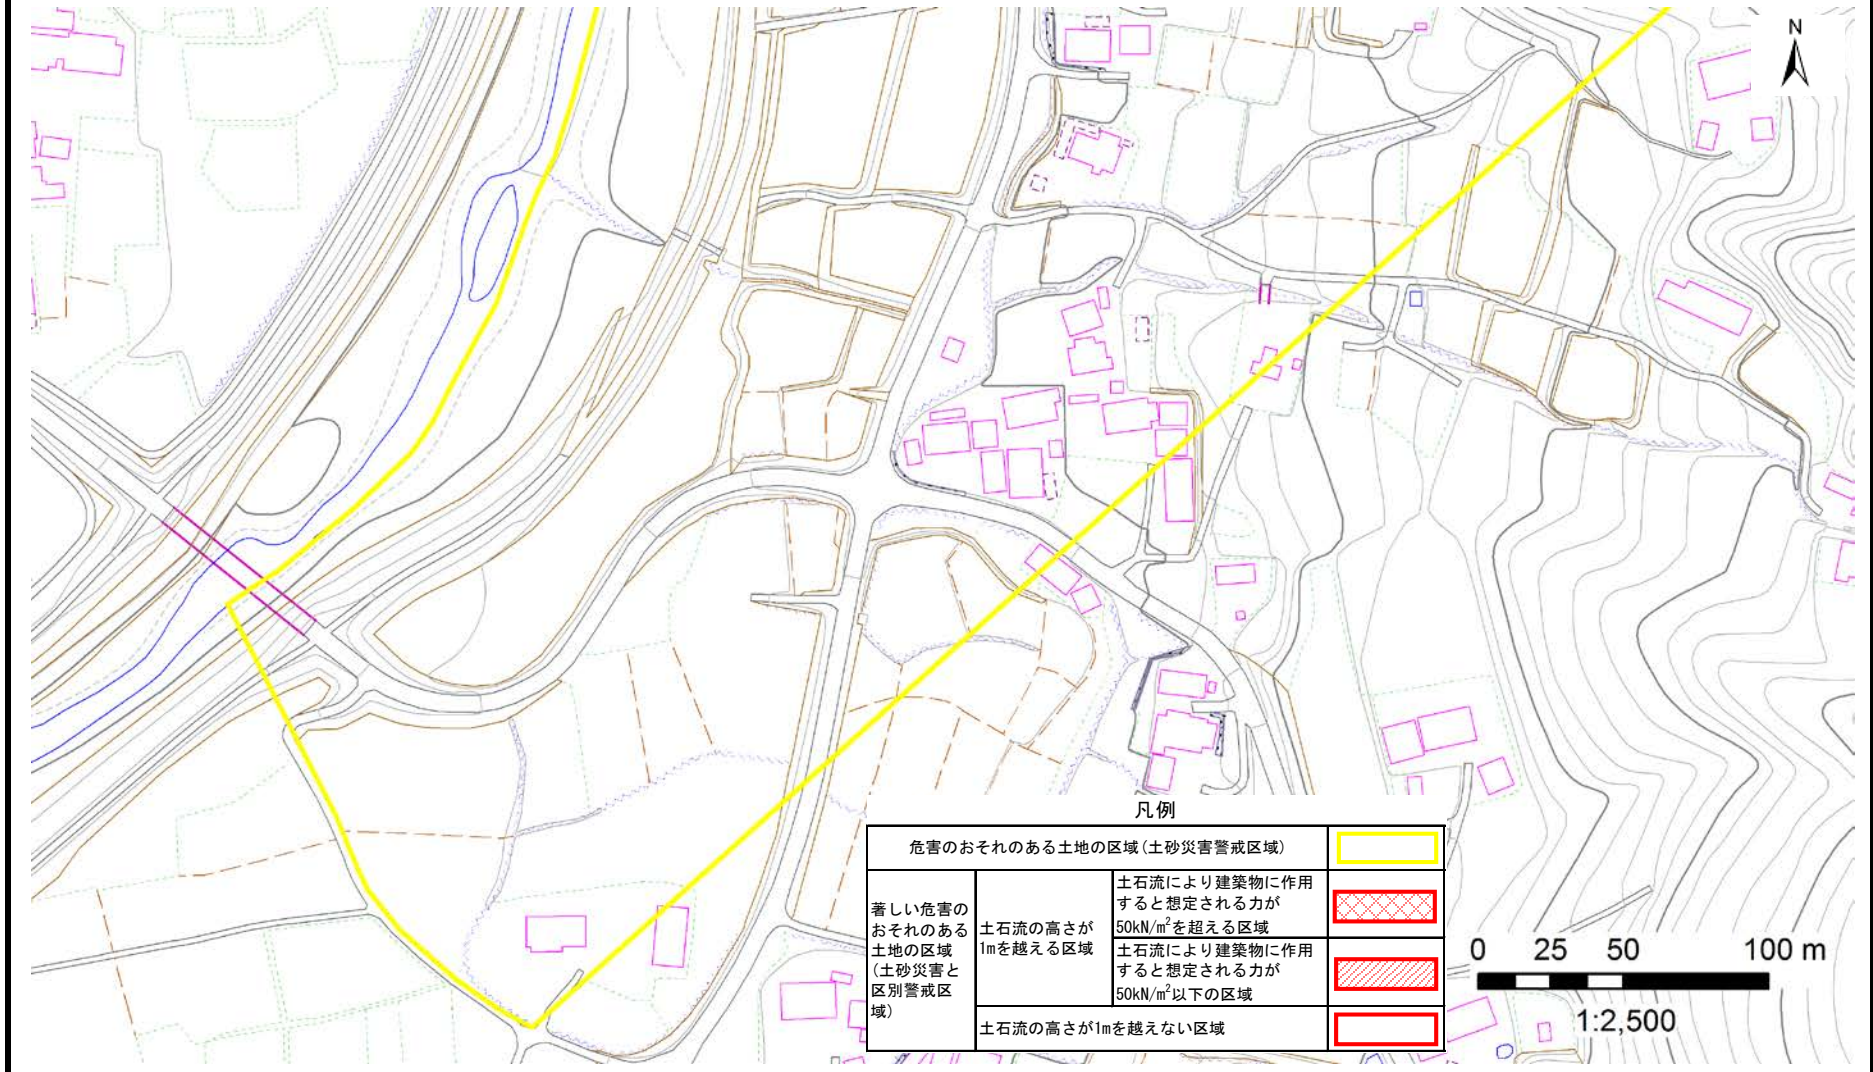 N
凡例
危害のおそれのある土地の区域(土砂災害警戒区域)
著しい危害の
おそれのある
土地の区域
(土砂災害と
区別警戒区
域)
土石流の高さが
1mを越える区域
土石流により建築物に作用
すると想定される力が
50kN/m²を超える区域
土石流により建築物に作用
すると想定される力が
50kN/m²以下の区域
土石流の高さが1mを越えない区域
0 25 50 100 m
1:2,500